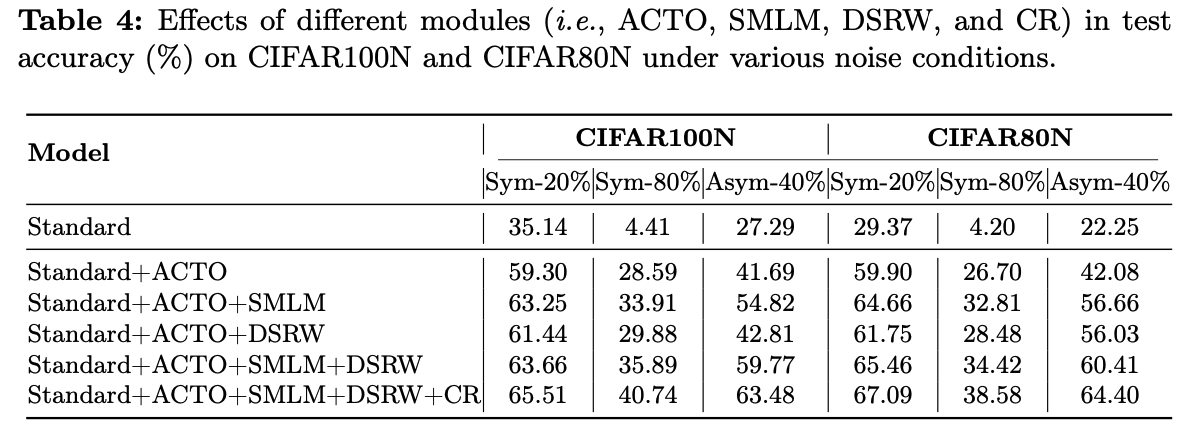 Table 4: Effects of different modules (i.e., ACTO, SMLM, DSRW, and CR) in test
accuracy (%) on CIFAR100N and CIFAR80N under various noise conditions.
Model CIFAR100N CIFAR80N
Sym-20% Sym-80% Asym-40% Sym-20% Sym-80% Asym-40%
Standard 35.14 4.41 27.29 29.37 4.20 22.25
Standard+ACTO 59.30 28.59 41.69 59.90 26.70 42.08
Standard+ACTO+SMLM 63.25 33.91 54.82 64.66 32.81 56.66
Standard+ACTO+DSRW 61.44 29.88 42.81 61.75 28.48 56.03
Standard+ACTO+SMLM+DSRW 63.66 35.89 59.77 65.46 34.42 60.41
Standard+ACTO+SMLM+DSRW+CR 65.51 40.74 63.48 67.09 38.58 64.40